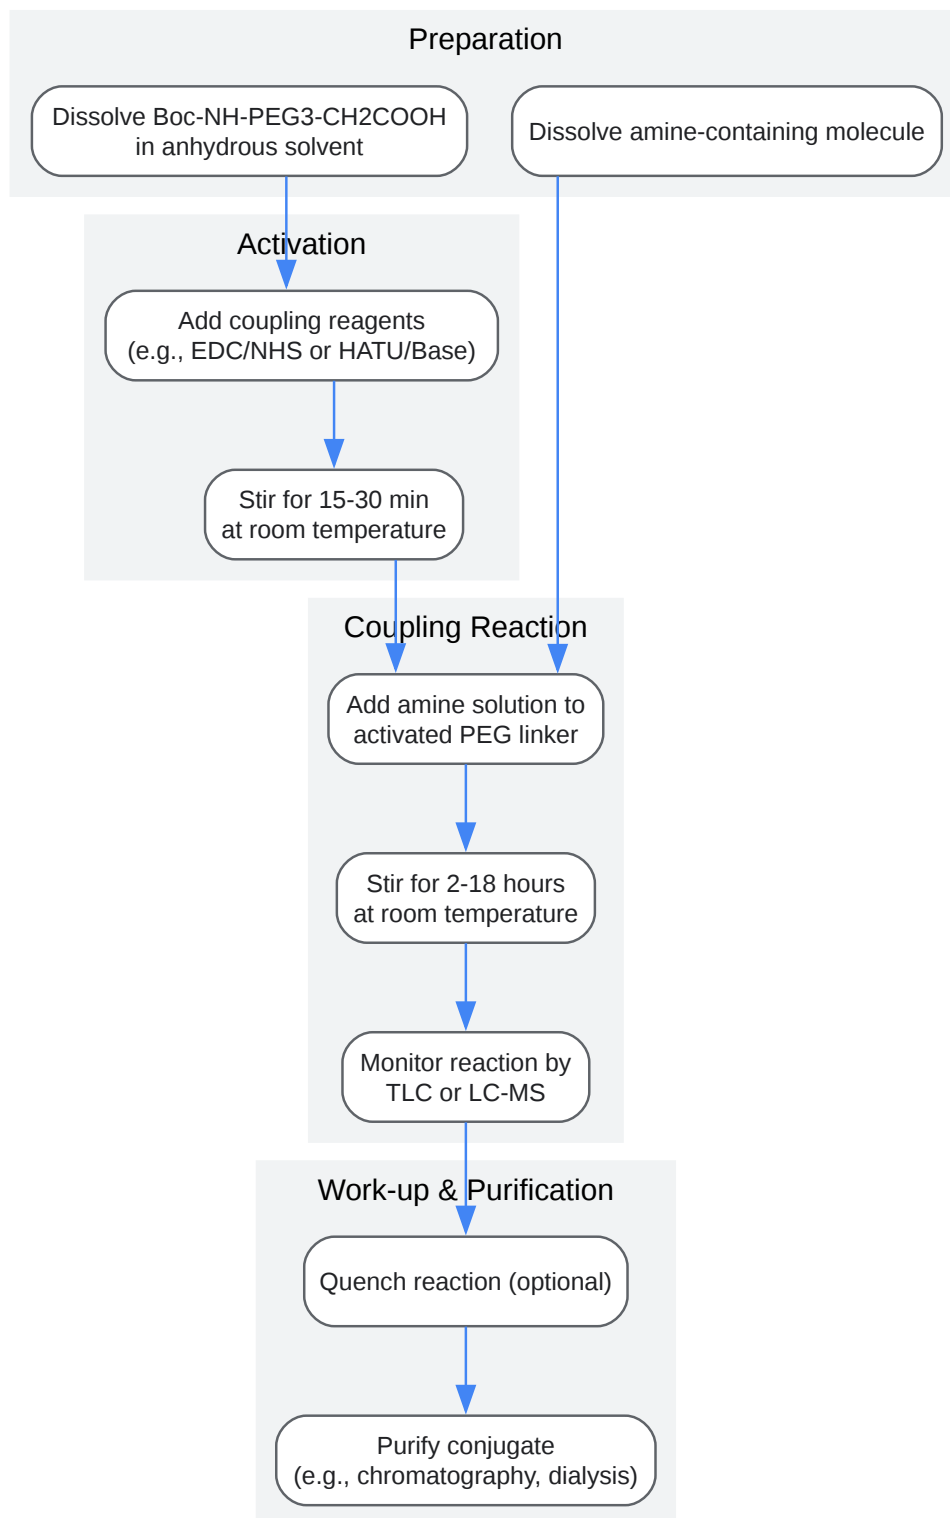 Preparation
Dissolve Boc-NH-PEG3-CH2COOH
in anhydrous solvent
Dissolve amine-containing molecule
Activation
Add coupling reagents
(e.g., EDC/NHS or HATU/Base)
Stir for 15-30 min
at room temperature
Coupling Reaction
Add amine solution to
activated PEG linker
Stir for 2-18 hours
at room temperature
Monitor reaction by
TLC or LC-MS
Work-up & Purification
Quench reaction (optional)
Purify conjugate
(e.g., chromatography, dialysis)